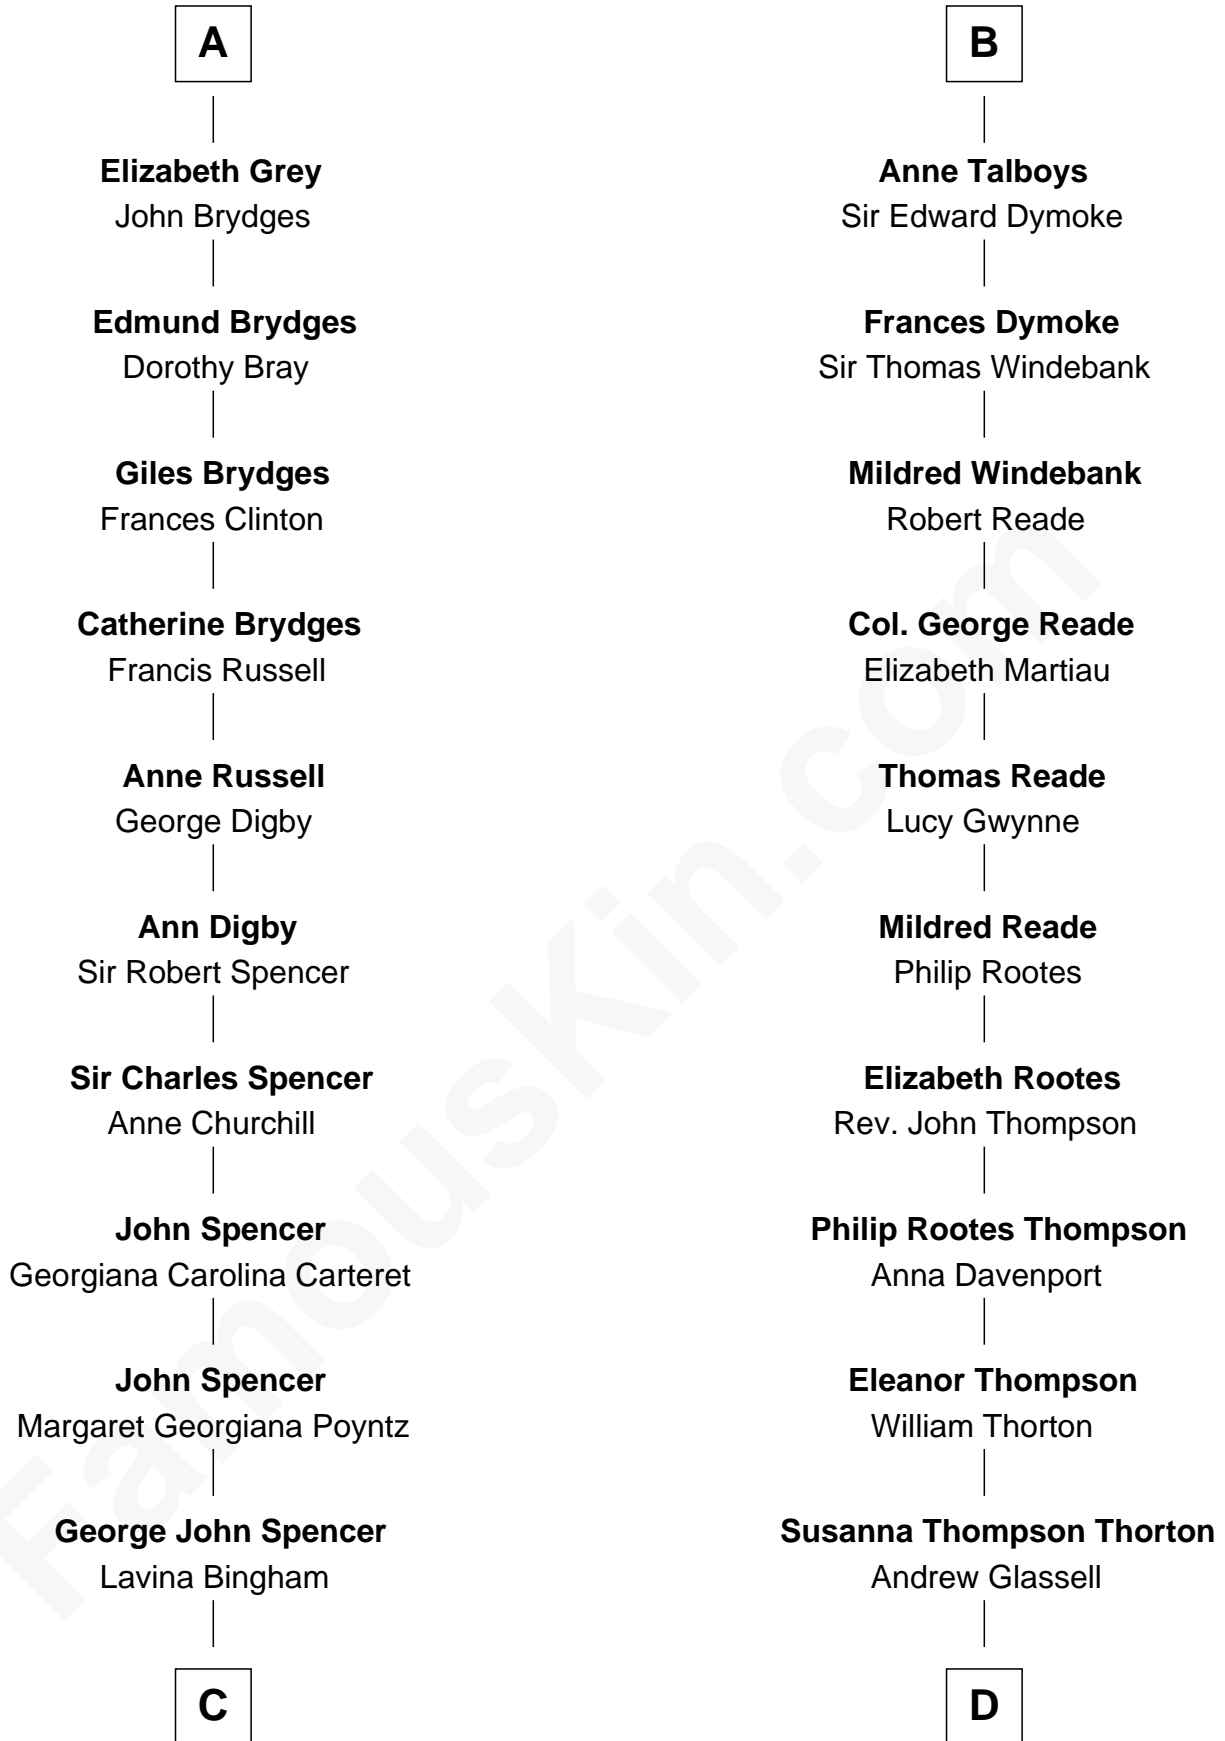 A
Elizabeth Grey
John Brydges
Edmund Brydges
Dorothy Bray
Giles Brydges
Frances Clinton
Catherine Brydges
Francis Russell
Anne Russell
George Digby
Ann Digby
Sir Robert Spencer
Sir Charles Spencer
Anne Churchill
John Spencer
Georgiana Carolina Carteret
John Spencer
Margaret Georgiana Poyntz
George John Spencer
Lavina Bingham
C
B
Anne Talboys
Sir Edward Dymoke
Frances Dymoke
Sir Thomas Windebank
Mildred Windebank
Robert Reade
Col. George Reade
Elizabeth Martiau
Thomas Reade
Lucy Gwynne
Mildred Reade
Philip Rootes
Elizabeth Rootes
Rev. John Thompson
Philip Rootes Thompson
Anna Davenport
Eleanor Thompson
William Thorton
Susanna Thompson Thorton
Andrew Glassell
D
FamousKin.com